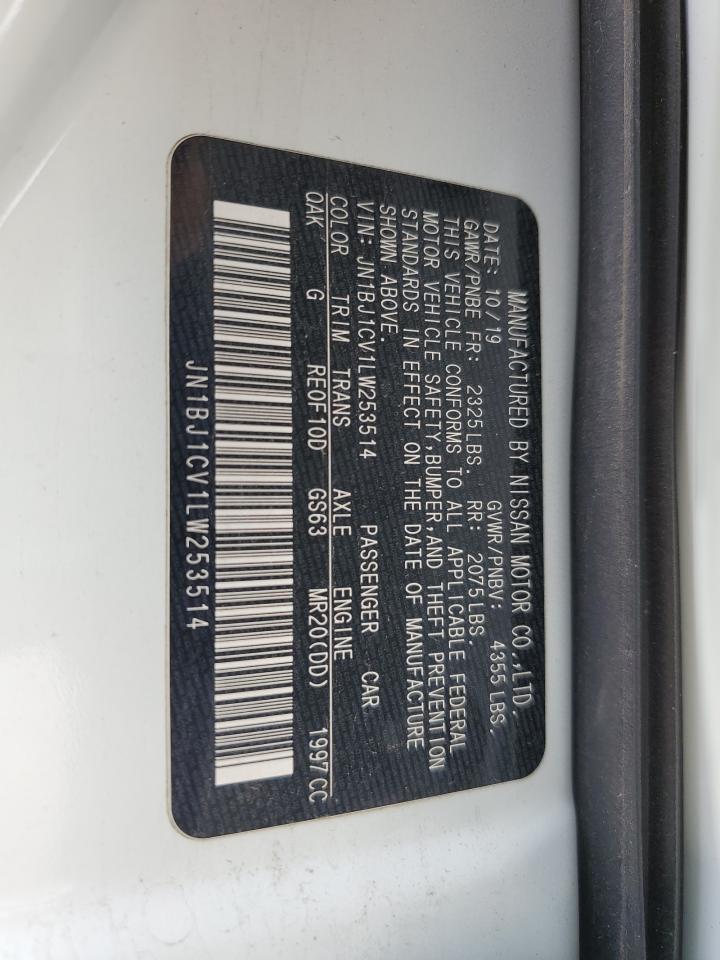 MANUFACTURED BY NISSAN MOTOR CO.,LTD.
DATE: 10/19 GVWR/PNBV: 4355 LBS.
GAWR/PNBE FR: 2325 LBS. RR: 2075 LBS.
THIS VEHICLE CONFORMS TO ALL APPLICABLE FEDERAL
MOTOR VEHICLE SAFETY,BUMPER,AND THEFT PREVENTION
STANDARDS IN EFFECT ON THE DATE OF MANUFACTURE
SHOWN ABOVE.
VIN: JN1BJ1CV1LW253514 PASSENGER CAR
COLOR TRIM TRANS AXLE ENGINE
QAK G RE0F10D GS63 MR20(DD) 1997CC
JN1BJ1CV1LW253514